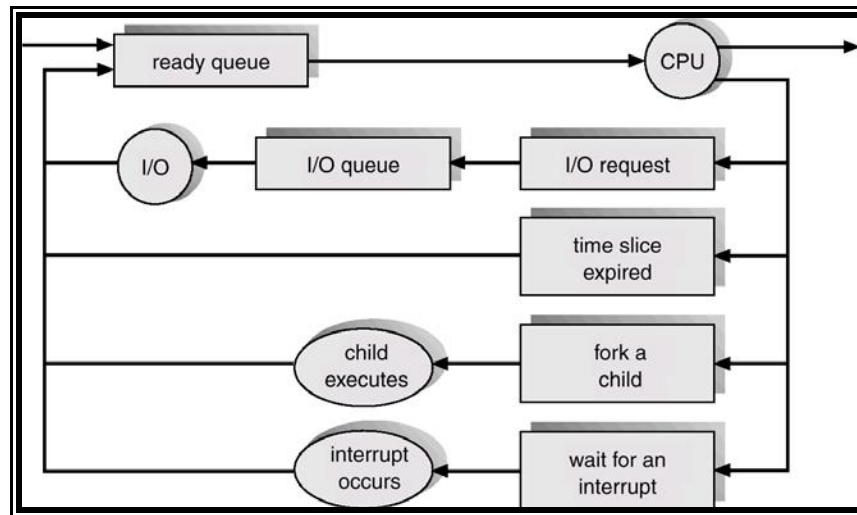 ready queue
CPU
I/O
I/O queue
I/O request
time slice
expired
child
executes
fork a
child
interrupt
occurs
wait for an
interrupt